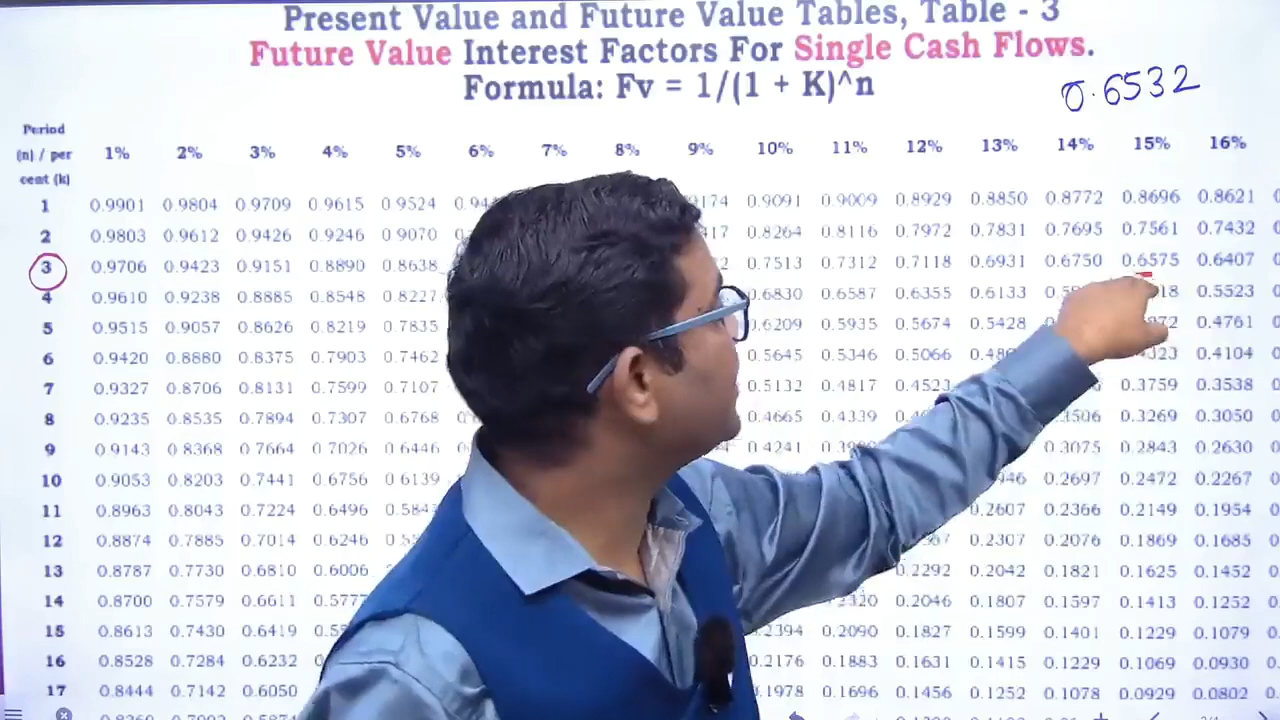 Present Value and Future Value Tables, Table - 3
Future Value Interest Factors For Single Cash Flows.
Formula: Fv = 1/(1 + K)^n
0.6532
Period
(n) / per 1% 2% 3% 4% 5% 6% 7% 8% 9% 10% 11% 12% 13% 14% 15% 16%
cent (k)
1 0.9901 0.9804 0.9709 0.9615 0.9524 0.9091 0.9009 0.8929 0.8850 0.8772 0.8696 0.8621
2 0.9803 0.9612 0.9426 0.9246 0.9070 0.8264 0.8116 0.7972 0.7831 0.7695 0.7561 0.7432
3 0.9706 0.9423 0.9151 0.8890 0.8638 0.7513 0.7312 0.7118 0.6931 0.6750 0.6575 0.6407
4 0.9610 0.9238 0.8885 0.8548 0.8227 0.6830 0.6587 0.6355 0.6133 0.5523
5 0.9515 0.9057 0.8626 0.8219 0.7835 0.6209 0.5935 0.5674 0.5428 0.4761
6 0.9420 0.8880 0.8375 0.7903 0.7462 0.5645 0.5346 0.5066 0.4104
7 0.9327 0.8706 0.8131 0.7599 0.7107 0.5132 0.4817 0.3759 0.3538
8 0.9235 0.8535 0.7894 0.7307 0.6768 0.4665 0.4339 0.3269 0.3050
9 0.9143 0.8368 0.7664 0.7026 0.6446 0.4241 0.3075 0.2843 0.2630
10 0.9053 0.8203 0.7441 0.6756 0.6139 0.2697 0.2472 0.2267
11 0.8963 0.8043 0.7224 0.6496 0.2607 0.2366 0.2149 0.1954
12 0.8874 0.7885 0.7014 0.6246 0.2307 0.2076 0.1869 0.1685
13 0.8787 0.7730 0.6810 0.6006 0.2292 0.2042 0.1821 0.1625 0.1452
14 0.8700 0.7579 0.6611 0.2046 0.1807 0.1597 0.1413 0.1252
15 0.8613 0.7430 0.6419 0.2394 0.2090 0.1827 0.1599 0.1401 0.1229 0.1079
16 0.8528 0.7284 0.6232 0.2176 0.1883 0.1631 0.1415 0.1229 0.1069 0.0930
17 0.8444 0.7142 0.6050 0.1978 0.1696 0.1456 0.1252 0.1078 0.0929 0.0802